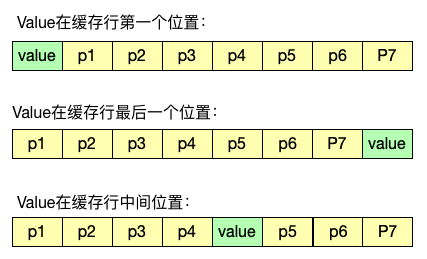 Value在缓存行第一个位置：
value p1 p2 p3 p4 p5 p6 P7
Value在缓存行最后一个位置：
p1 p2 p3 p4 p5 p6 P7 value
Value在缓存行中间位置：
p1 p2 p3 p4 value p5 p6 P7